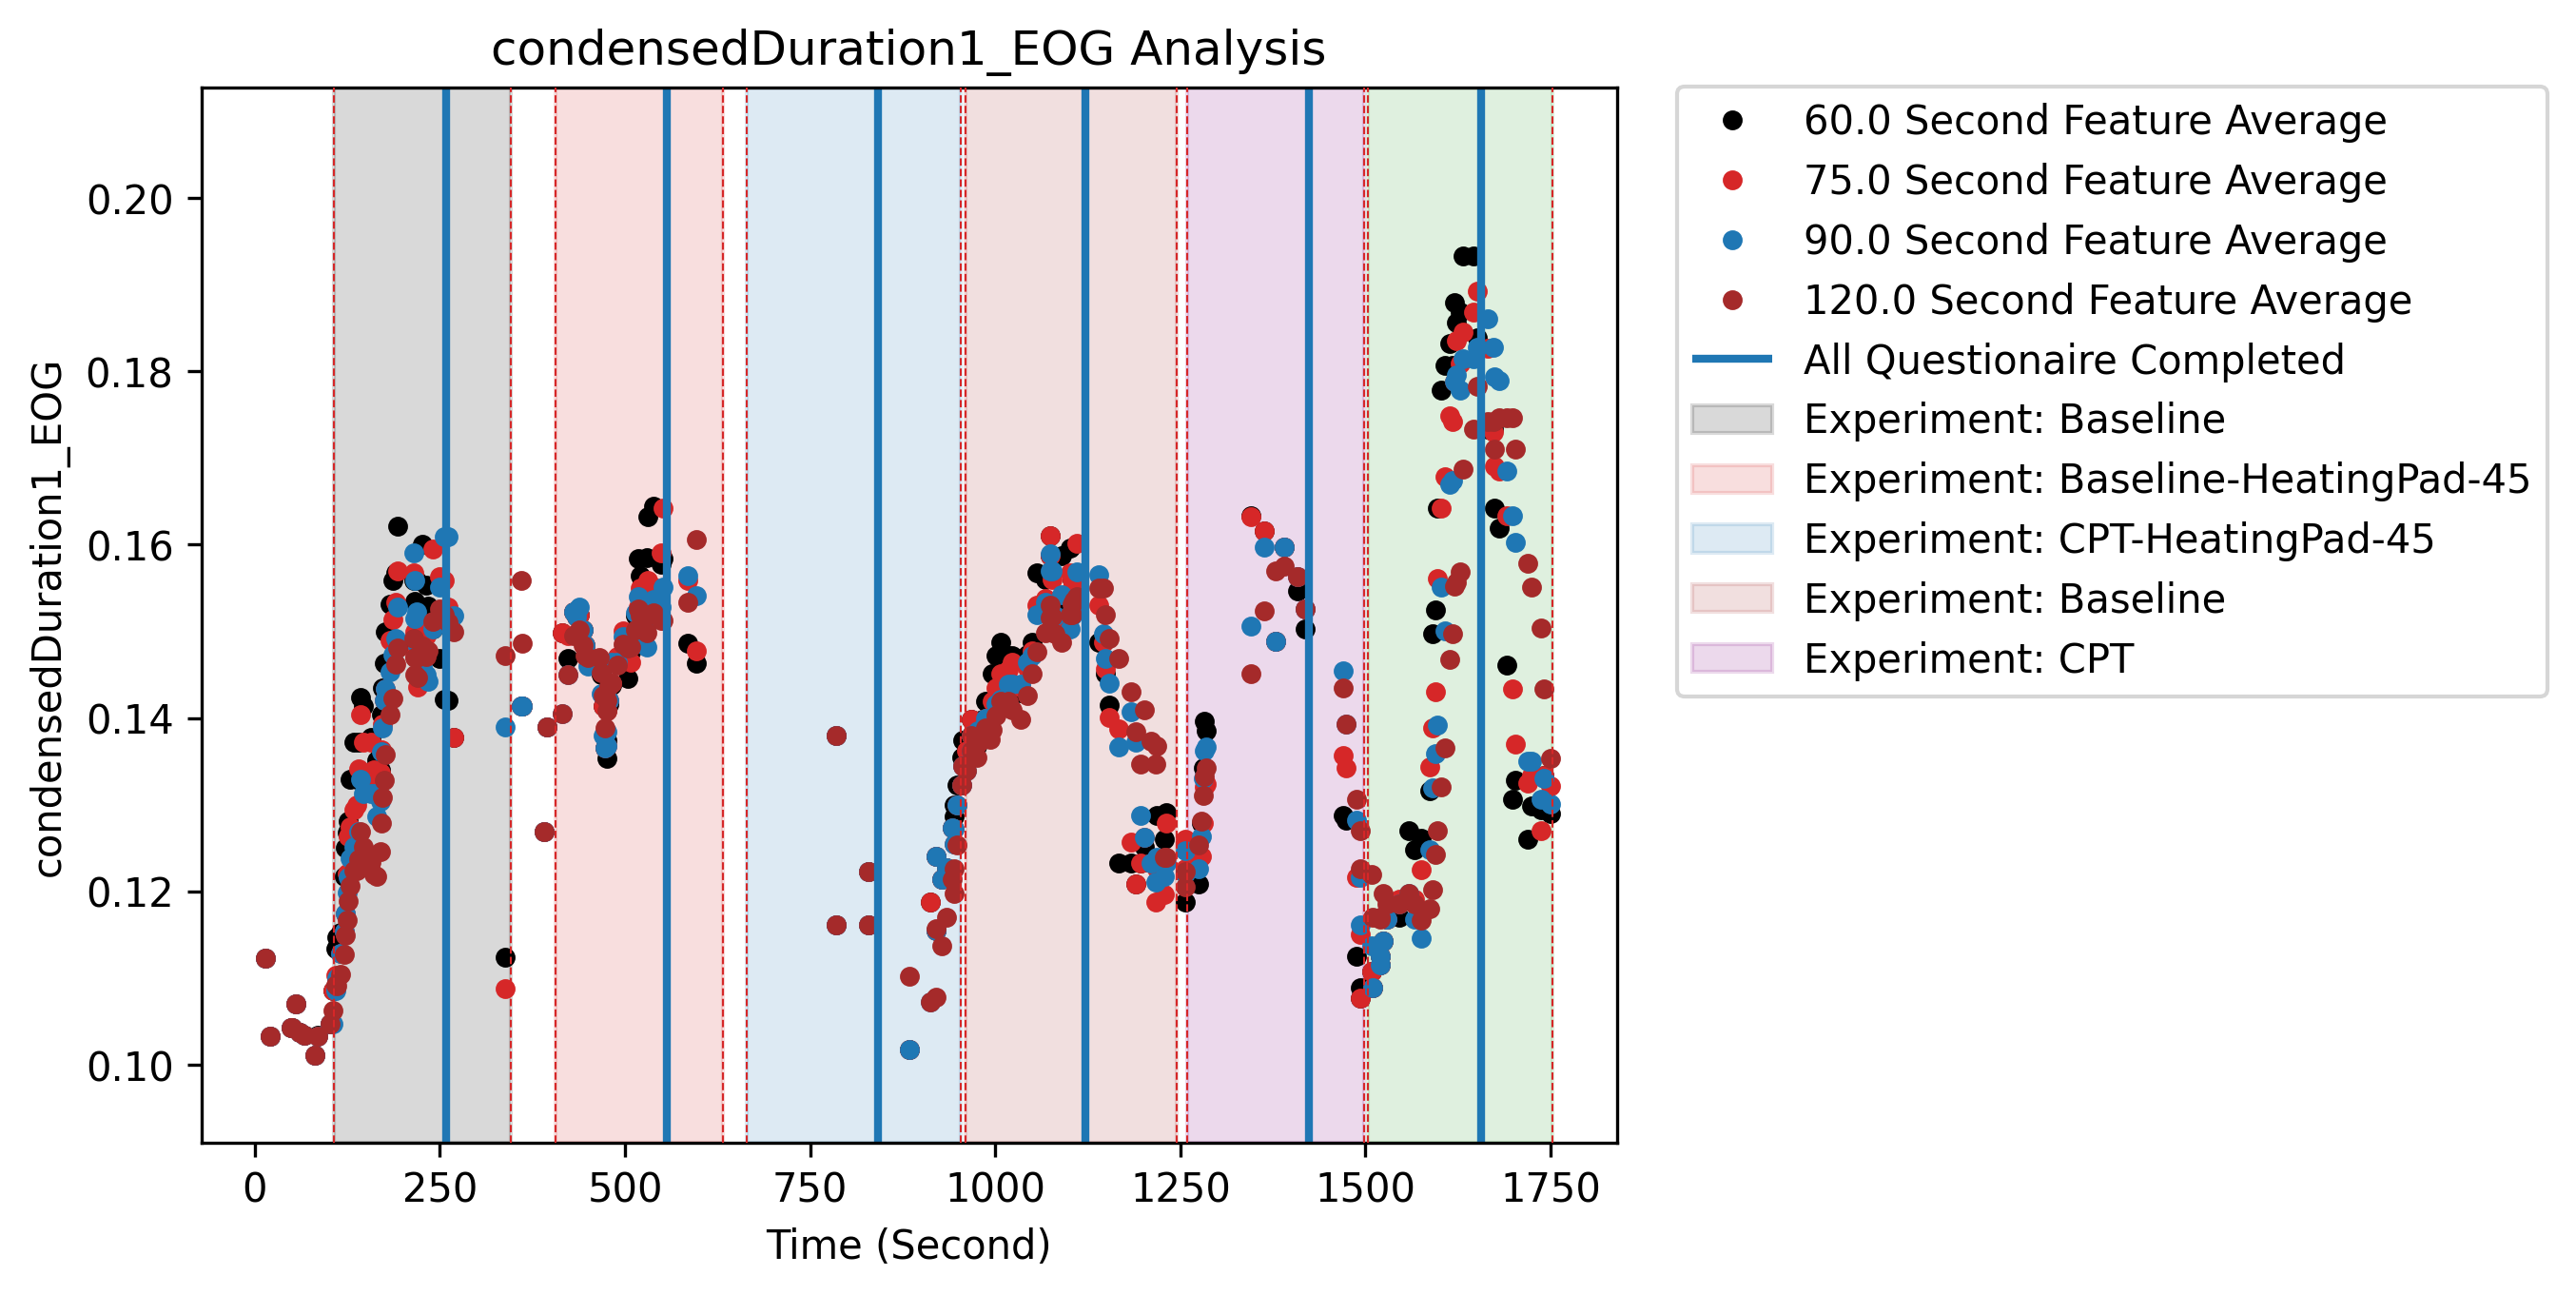 condensedDuration1_EOG Analysis
condensedDuration1_EOG
0.20
0.18
0.16
0.14
0.12
0.10
0 250 500 750 1000 1250 1500 1750
Time (Second)
60.0 Second Feature Average
75.0 Second Feature Average
90.0 Second Feature Average
120.0 Second Feature Average
All Questionaire Completed
Experiment: Baseline
Experiment: Baseline-HeatingPad-45
Experiment: CPT-HeatingPad-45
Experiment: Baseline
Experiment: CPT